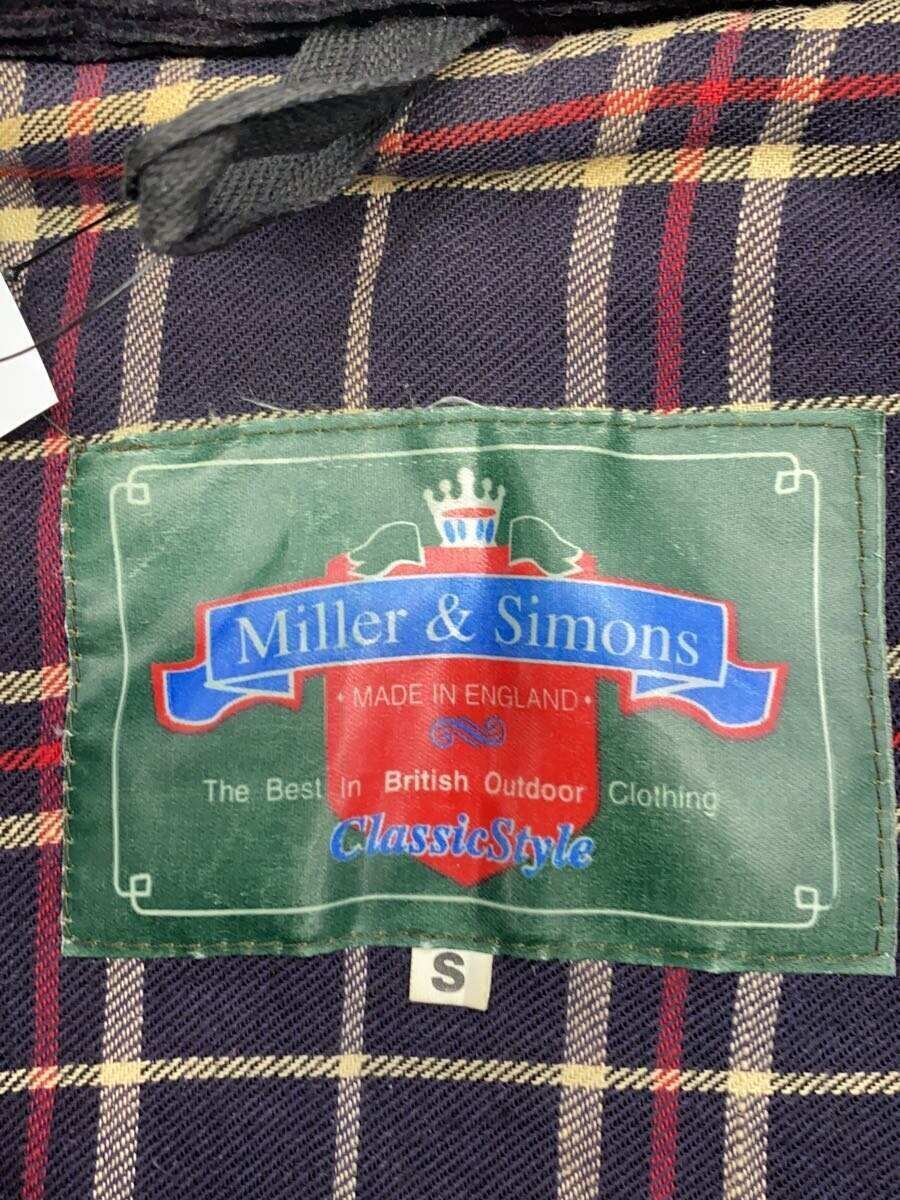 Miller & Simons
• MADE IN ENGLAND •
The Best In British Outdoor Clothing
ClassicStyle
S